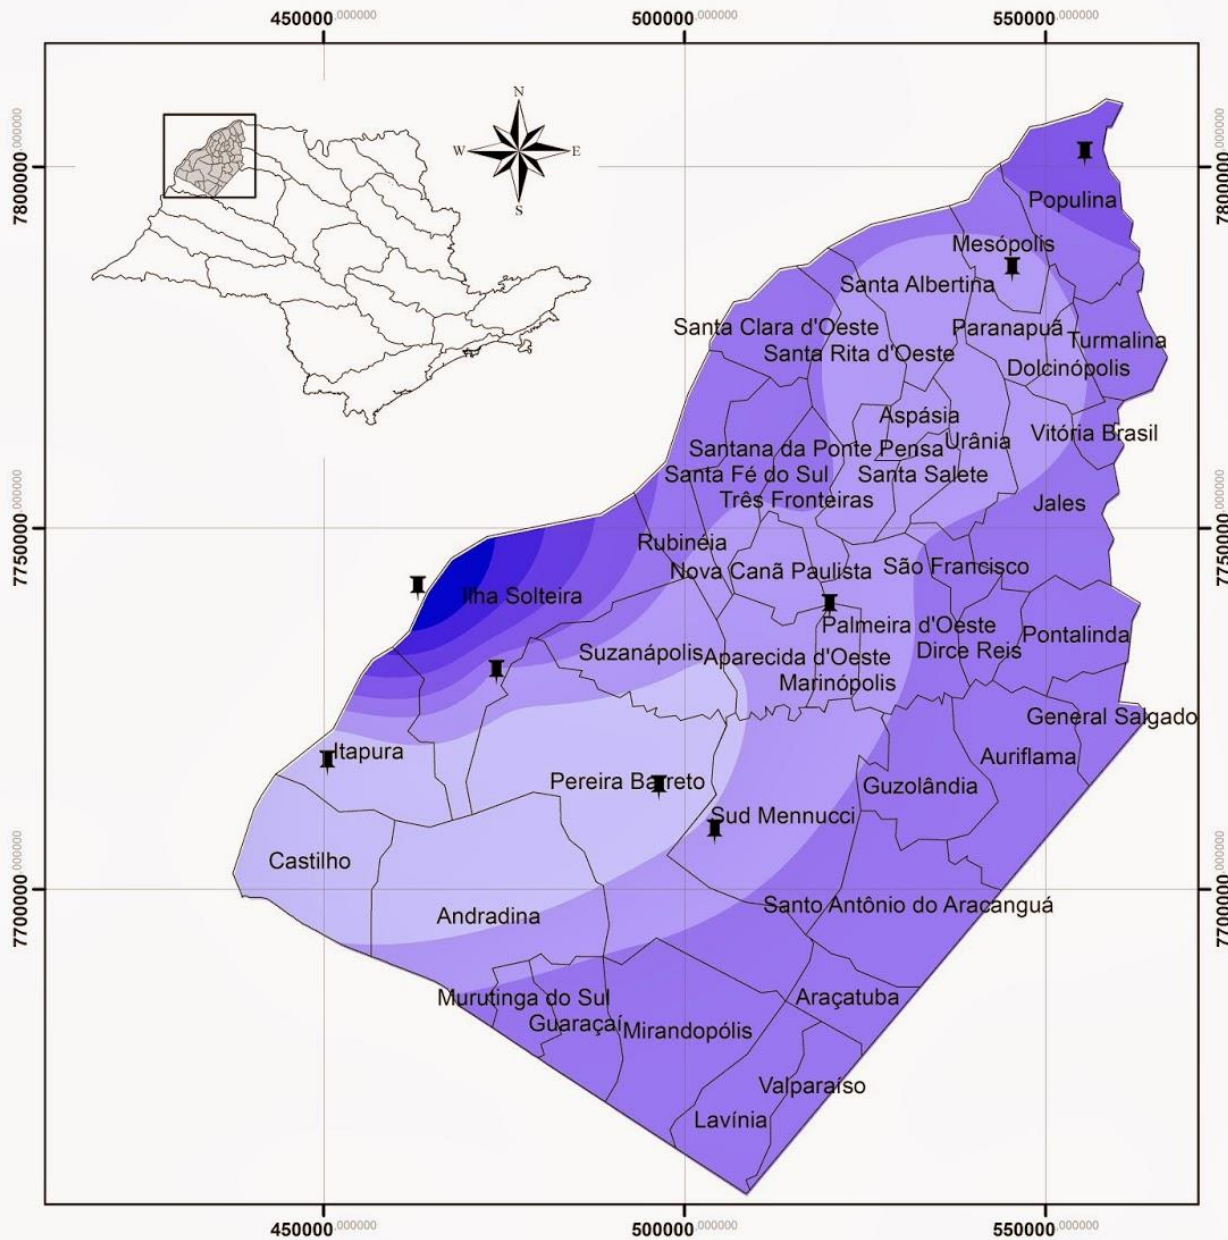 450000.000000 500000.000000 550000.000000
7800000.000000
7750000.000000
7700000.000000
N
W E
S
7800000.000000
7750000.000000
7700000.000000
Populina
Mesópolis
Santa Albertina
Santa Clara d'Oeste
Paranapuã
Turmalina
Santa Rita d'Oeste
Dolcinópolis
Aspásia
Vitória Brasil
Urânia
Santana da Ponte Pensa
Santa Fé do Sul
Santa Salete
Três Fronteiras
Jales
Rubinéia
São Francisco
Nova Canã Paulista
Ilha Solteira
Palmeira d'Oeste
Pontalinda
Dirce Reis
Suzanápolis
Aparecida d'Oeste
Marinópolis
General Salgado
Itapura
Auriflama
Pereira Barreto
Guzolândia
Sud Mennucci
Castilho
Santo Antônio do Aracanguá
Andradina
Murutinga do Sul
Araçatuba
Guaraçaí
Mirandopólis
Valparaíso
Lavínia
450000.000000 500000.000000 550000.000000